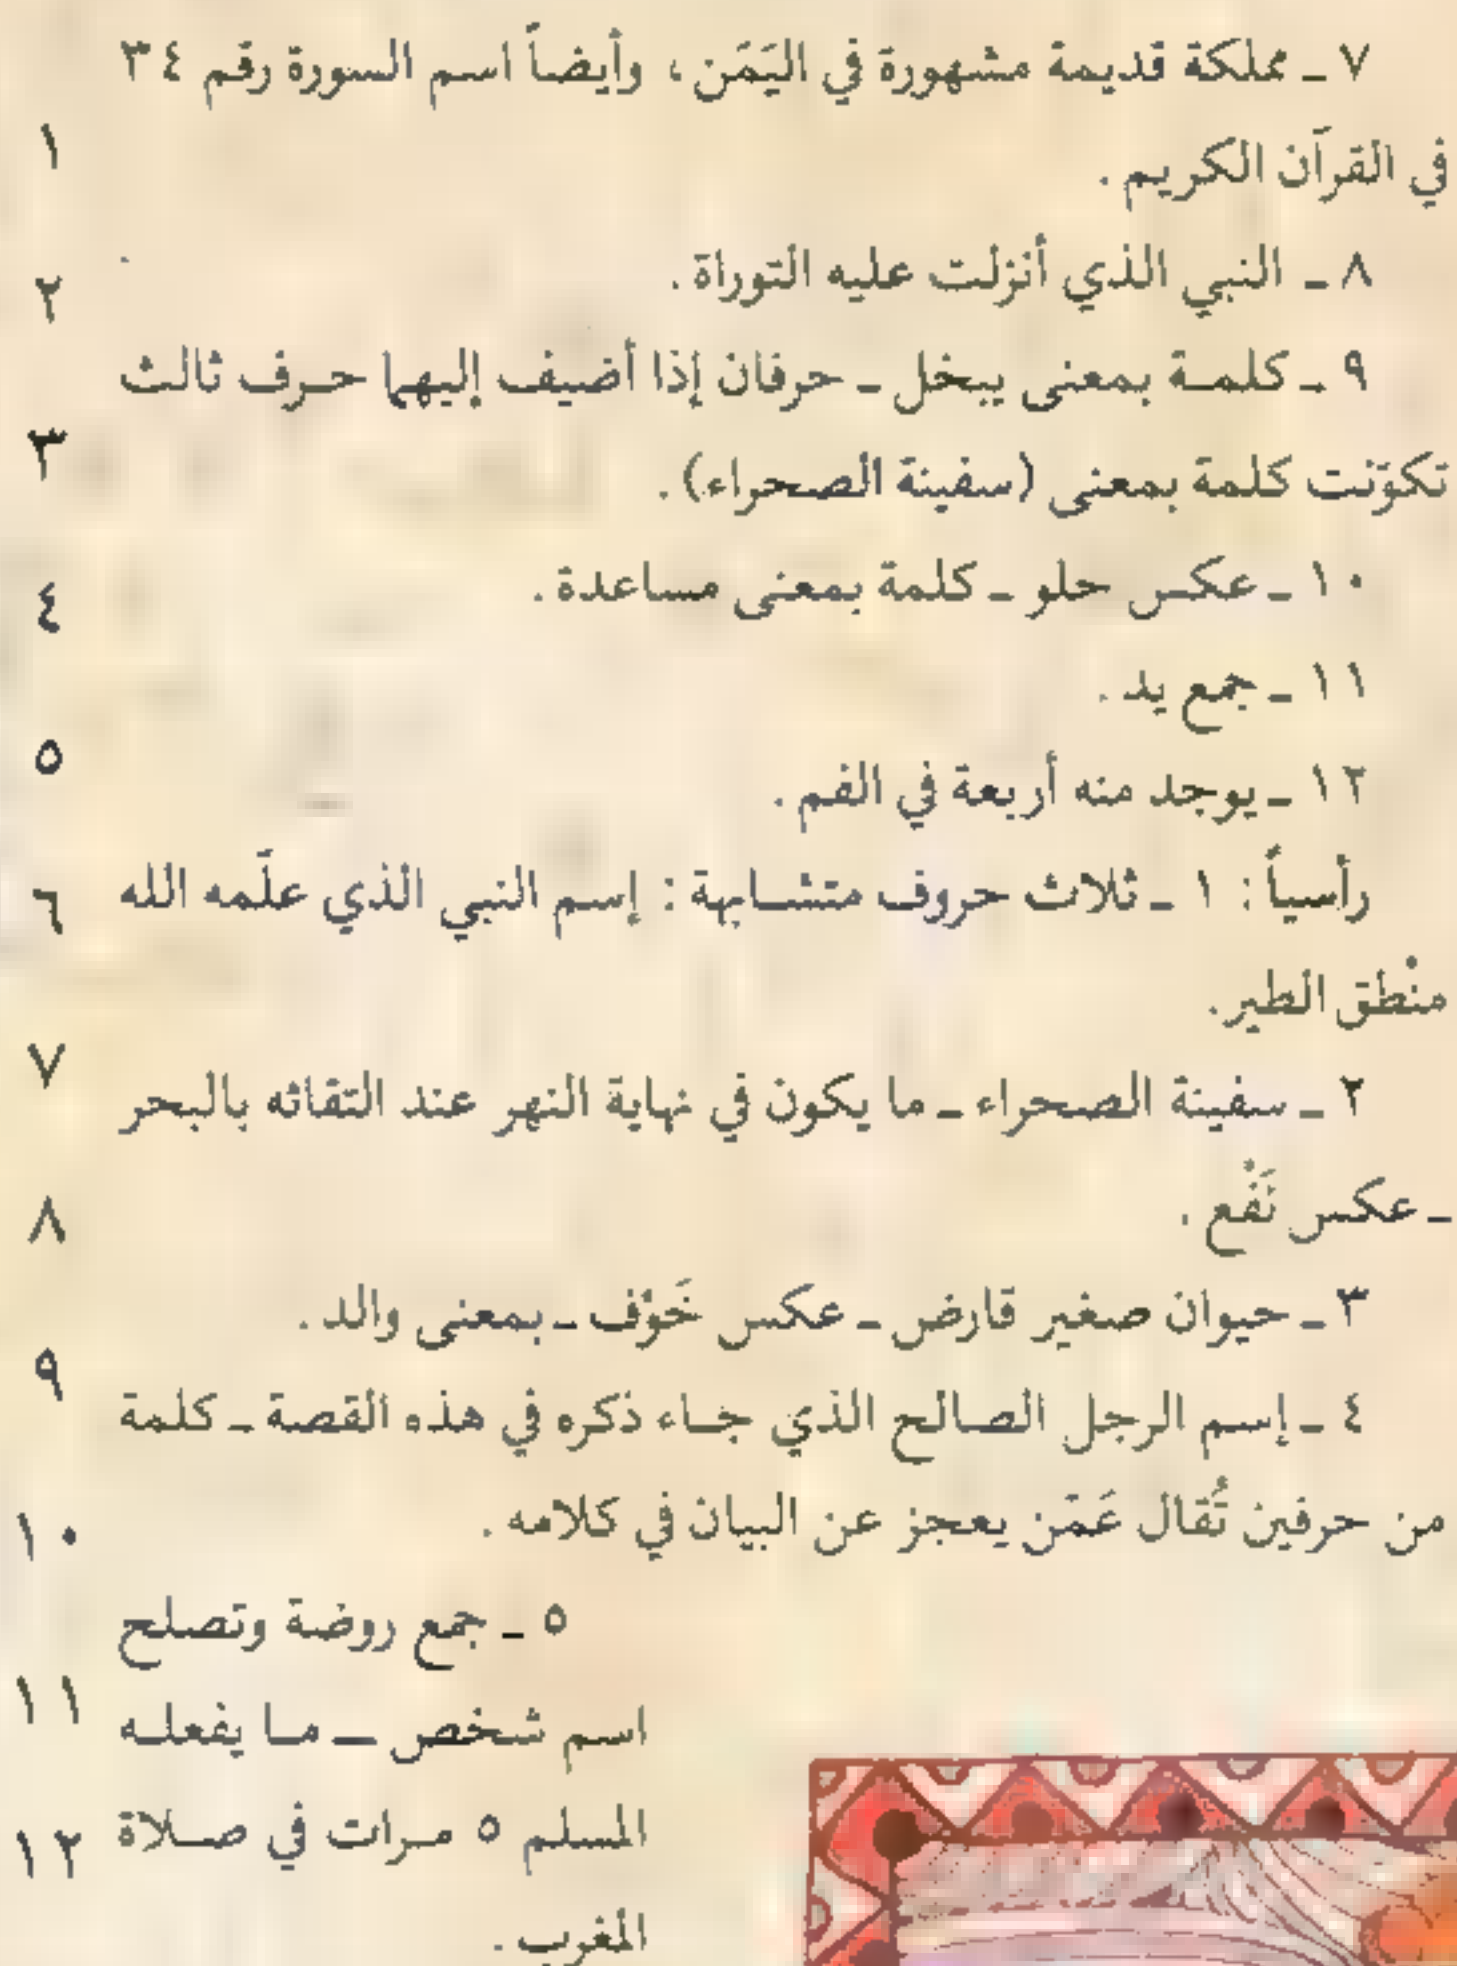 ٧ ـ مملكة قديمة مشهورة في اليَمَن ، وأيضاً اسم السورة رقم ٣٤
في القرآن الكريم .
٨ ـ النبي الذي أنزلت عليه التوراة .
٩ ـ كلمة بمعنى يبخل ـ حرفان إذا أضيف إليهما حرف ثالث
تكوّنت كلمة بمعنى (سفينة الصحراء) .
١٠ ـ عكس حلو ـ كلمة بمعنى مساعدة .
١١ ـ جمع يد .
١٢ ـ يوجد منه أربعة في الفم .
رأسياً : ١ ـ ثلاث حروف متشابهة : إسم النبي الذي علّمه الله
منْطق الطير .
٢ ـ سفينة الصحراء ـ ما يكون في نهاية النهر عند التقائه بالبحر
ـ عكس نَفْع .
٣ ـ حيوان صغير قارض ـ عكس خَوّف ـ بمعنى والد .
٤ ـ إسم الرجل الصالح الذي جاء ذكره في هذه القصة ـ كلمة
من حرفين تُقال عَمّن يعجز عن البيان في كلامه .
٥ ـ جمع روضة وتصلح
اسم شخص ـ ما يفعله
المسلم ٥ مرات في صلاة
المغرب .
١
٢
٣
٤
٥
٦
٧
٨
٩
١٠
١١
١٢